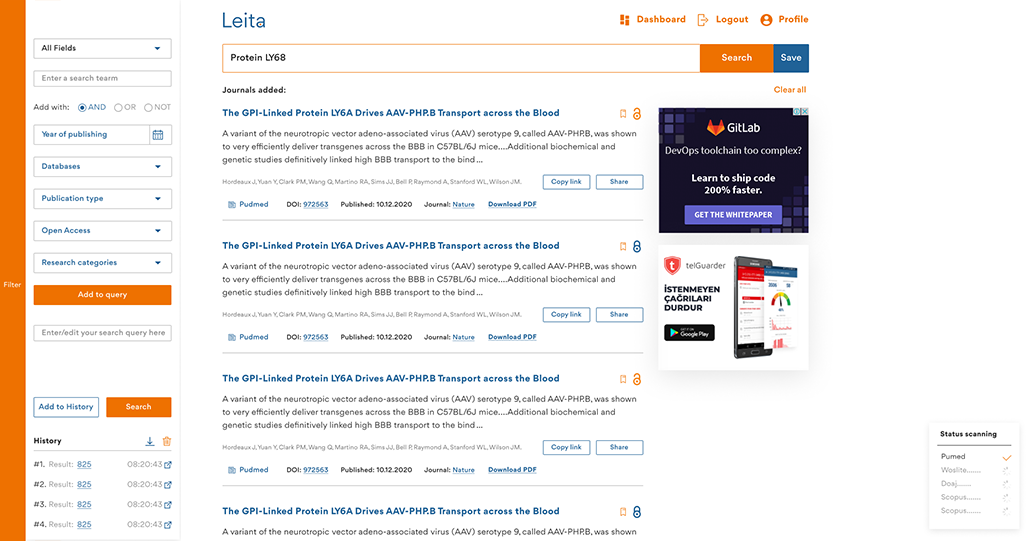 Filter
All Fields
Enter a search tearm
Add with: AND OR NOT
Year of publishing
Databases
Publication type
Open Access
Research categories
Add to query
Enter/edit your search query here
Add to History Search
History
#1. Result: 825 08:20:43
#2. Result: 825 08:20:43
#3. Result: 825 08:20:43
#4. Result: 825 08:20:43
Leita
Dashboard Logout Profile
Protein LY68 Search Save
Journals added: Clear all
The GPI-Linked Protein LY6A Drives AAV-PHP.B Transport across the Blood
A variant of the neurotropic vector adeno-associated virus (AAV) serotype 9, called AAV-PHP.B, was shown
to very efficiently deliver transgenes across the BBB in C57BL/6J mice....Additional biochemical and
genetic studies definitively linked high BBB transport to the bind ...
Hordeaux J, Yuan Y, Clark PM, Wang Q, Martino RA, Sims JJ, Bell P, Raymond A, Stanford WL, Wilson JM. Copy link Share
Pudmed DOI: 972563 Published: 10.12.2020 Journal: Nature Download PDF
The GPI-Linked Protein LY6A Drives AAV-PHP.B Transport across the Blood
A variant of the neurotropic vector adeno-associated virus (AAV) serotype 9, called AAV-PHP.B, was shown
to very efficiently deliver transgenes across the BBB in C57BL/6J mice....Additional biochemical and
genetic studies definitively linked high BBB transport to the bind ...
Hordeaux J, Yuan Y, Clark PM, Wang Q, Martino RA, Sims JJ, Bell P, Raymond A, Stanford WL, Wilson JM. Copy link Share
Pudmed DOI: 972563 Published: 10.12.2020 Journal: Nature Download PDF
The GPI-Linked Protein LY6A Drives AAV-PHP.B Transport across the Blood
A variant of the neurotropic vector adeno-associated virus (AAV) serotype 9, called AAV-PHP.B, was shown
to very efficiently deliver transgenes across the BBB in C57BL/6J mice....Additional biochemical and
genetic studies definitively linked high BBB transport to the bind ...
Hordeaux J, Yuan Y, Clark PM, Wang Q, Martino RA, Sims JJ, Bell P, Raymond A, Stanford WL, Wilson JM. Copy link Share
Pudmed DOI: 972563 Published: 10.12.2020 Journal: Nature Download PDF
The GPI-Linked Protein LY6A Drives AAV-PHP.B Transport across the Blood
A variant of the neurotropic vector adeno-associated virus (AAV) serotype 9, called AAV-PHP.B, was shown
GitLab
DevOps toolchain too complex?
Learn to ship code
200% faster.
GET THE WHITEPAPER
telGuarder
İSTENMEYEN
ÇAĞRILARI
DURDUR
GET IT ON
Google Play
Status scanning
Pumed
Woslite.......
Doaj.......
Scopus.......
Scopus.......